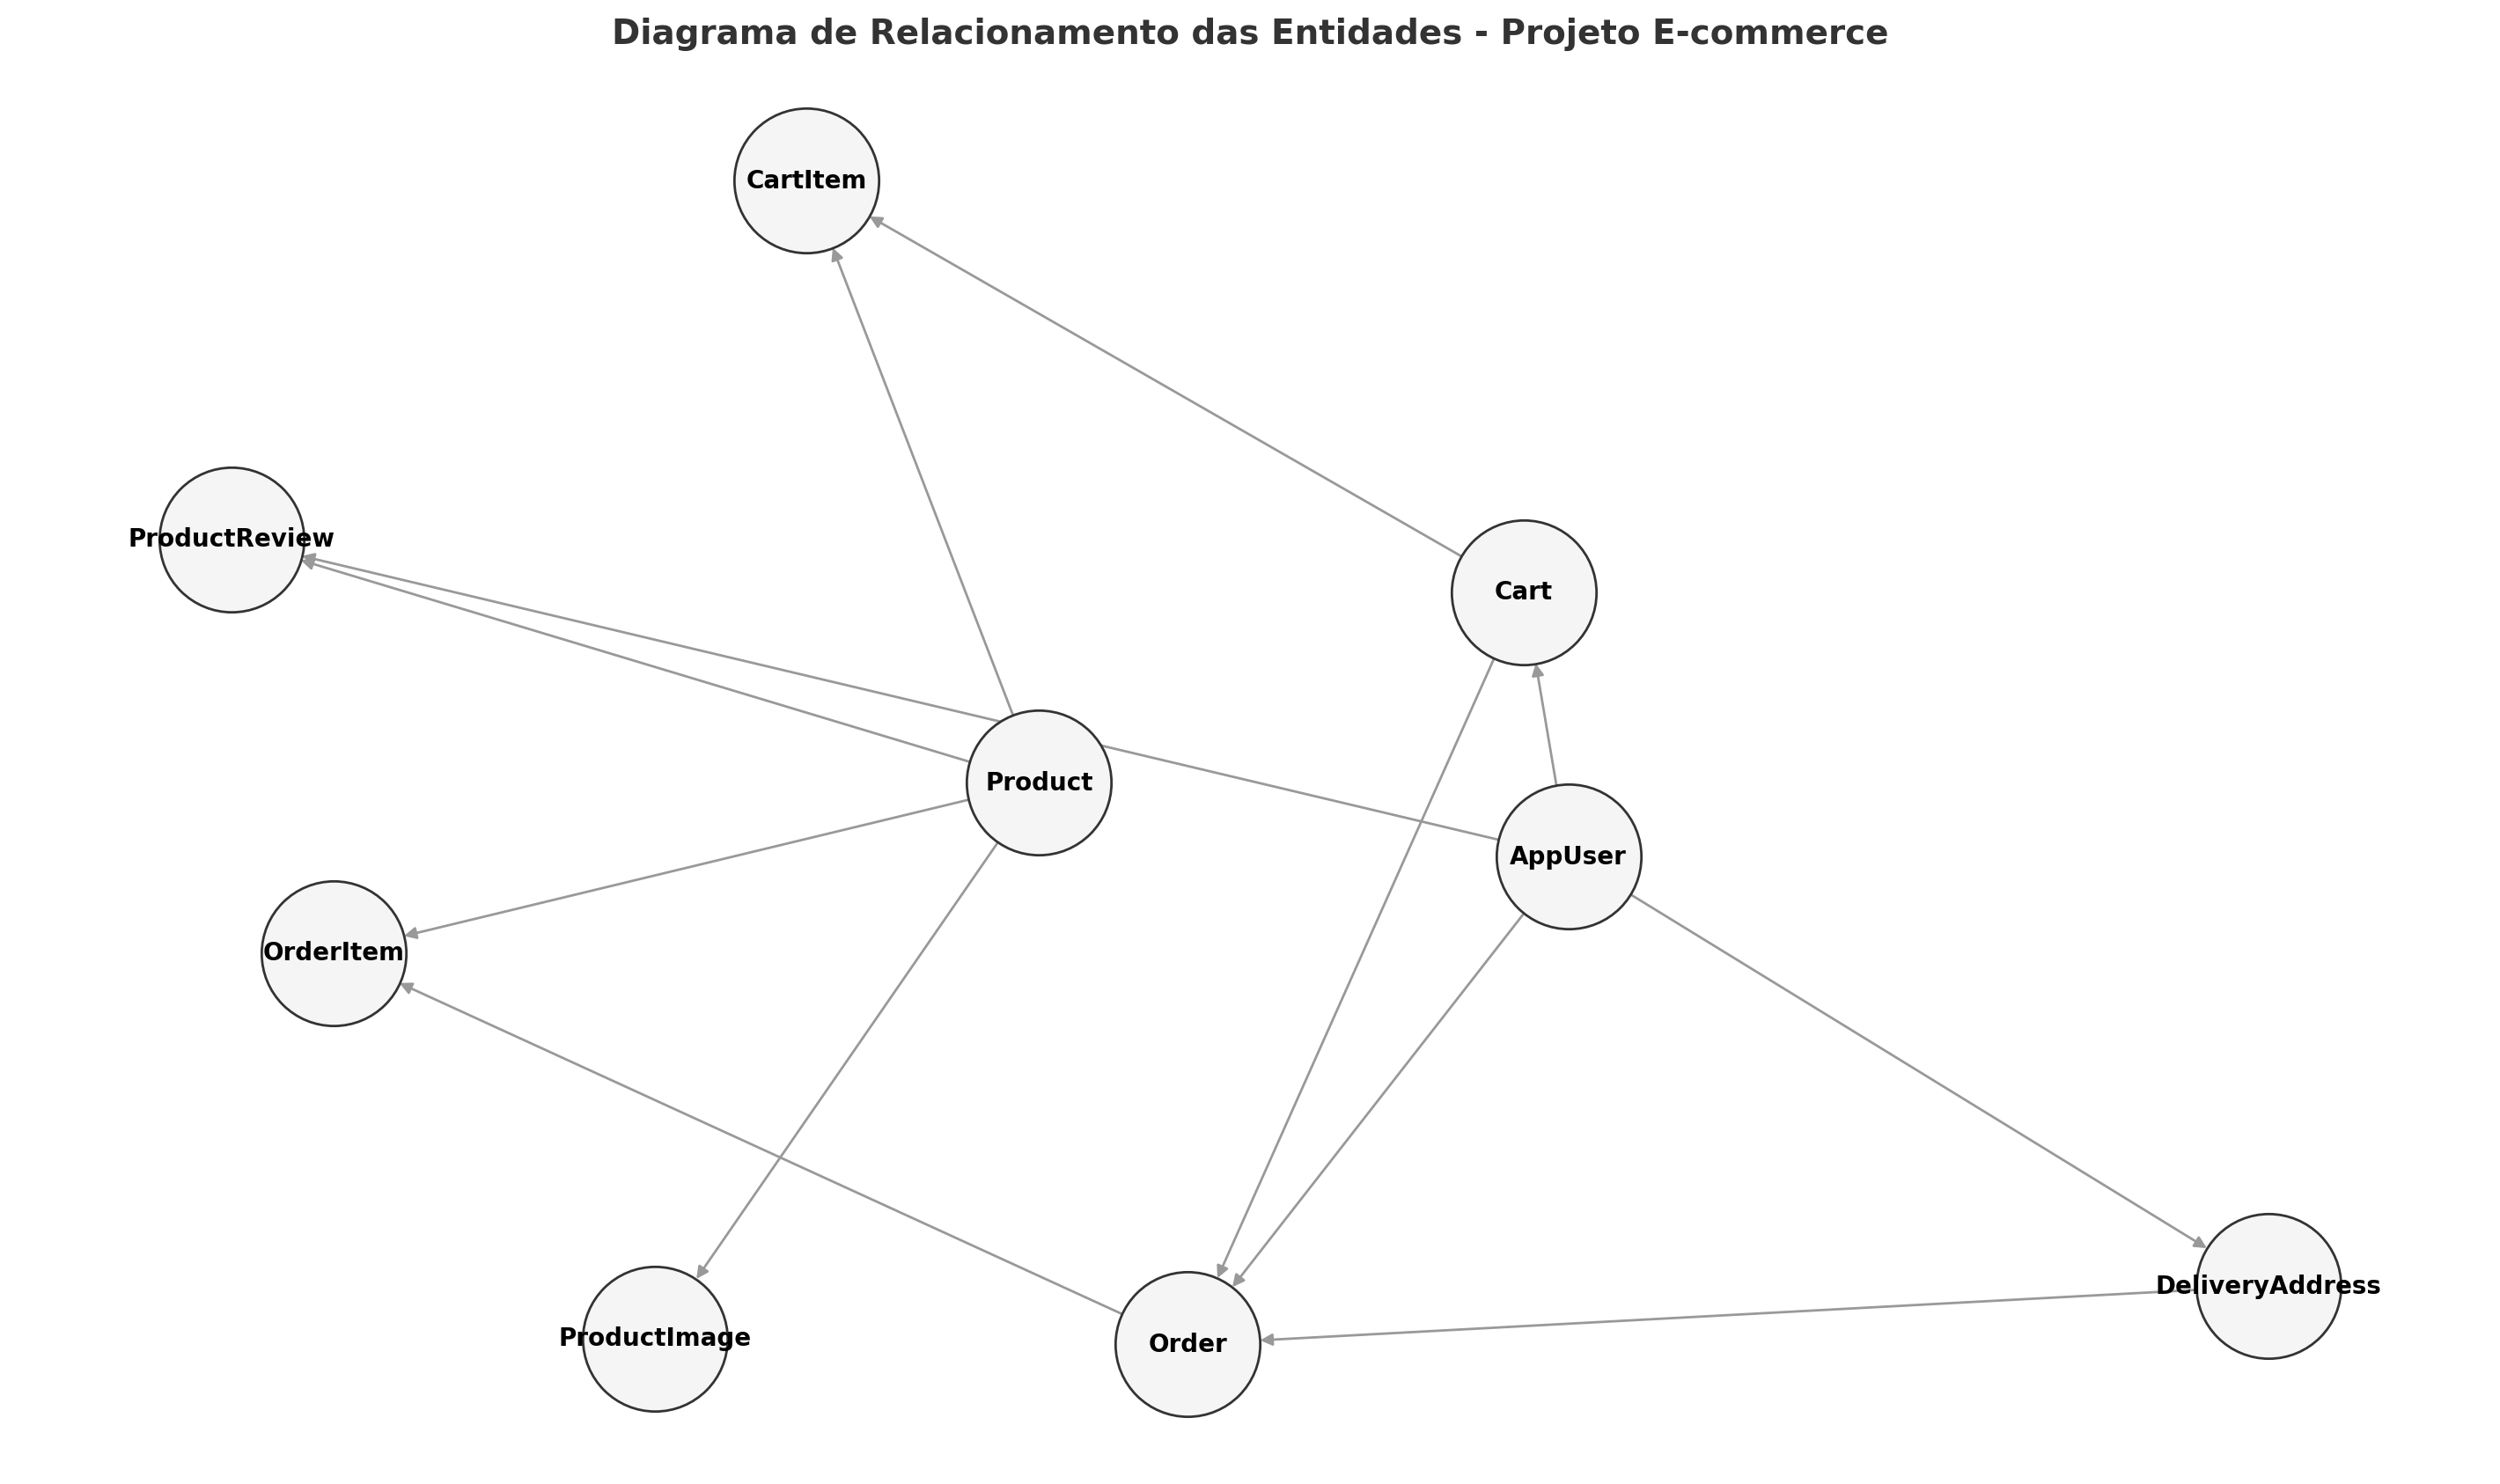 Diagrama de Relacionamento das Entidades - Projeto E-commerce
CartItem
ProductReview
Cart
Product
AppUser
OrderItem
DeliveryAddress
ProductImage
Order